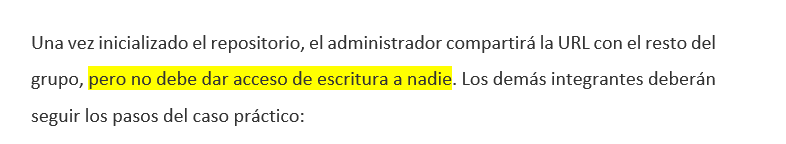 Una vez inicializado el repositorio, el administrador compartirá la URL con el resto del
grupo, pero no debe dar acceso de escritura a nadie. Los demás integrantes deberán
seguir los pasos del caso práctico: